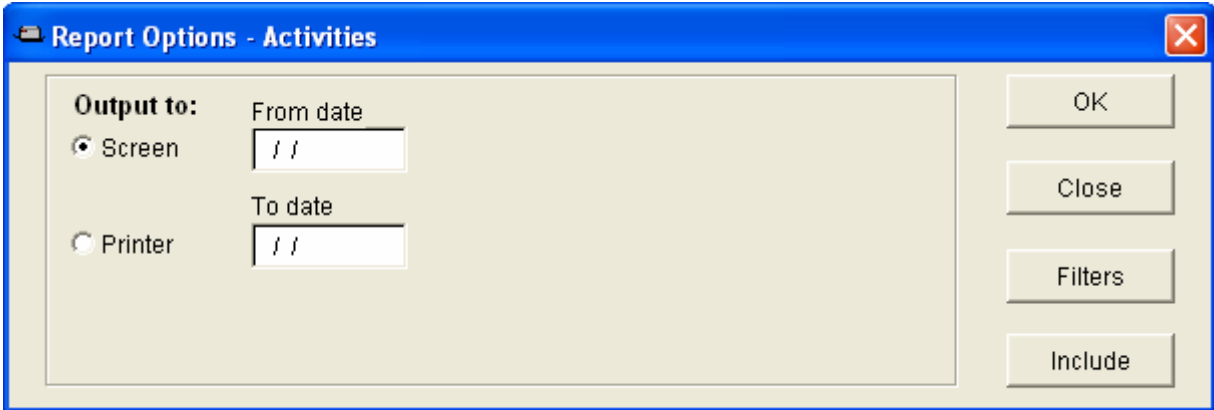 Report Options - Activities
Output to:
From date
Screen
/ /
To date
Printer
/ /
OK
Close
Filters
Include